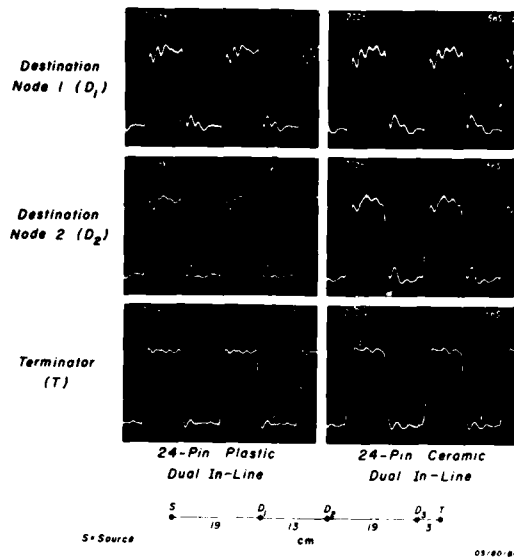 Destination
Node 1 (D1)
Destination
Node 2 (D2)
Terminator
(T)
24-Pin Plastic
Dual In-Line
24-Pin Ceramic
Dual In-Line
S D1 D2 D3 T
19 13 19 3
cm
S=Source